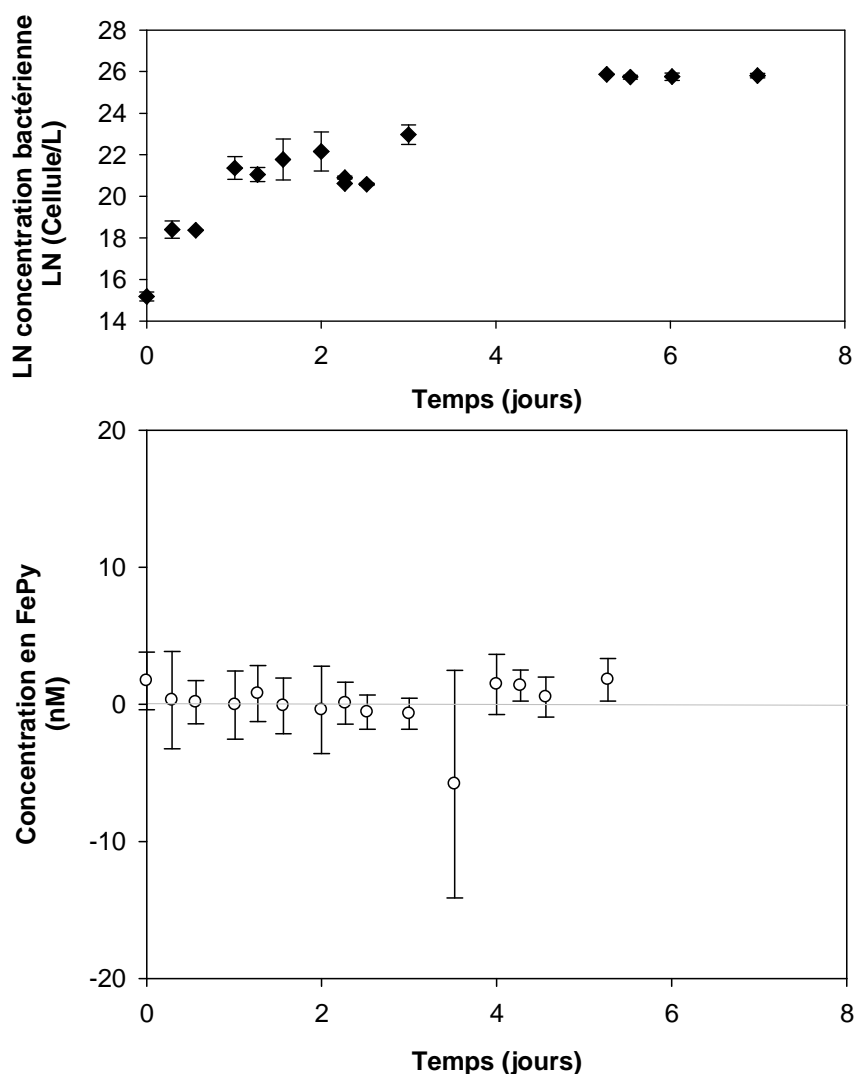 LN concentration bactérienne
LN (Cellule/L)
28
26
24
22
20
18
16
14
0 2 4 6 8
Temps (jours)
Concentration en FePy
(nM)
20
10
0
-10
-20
0 2 4 6 8
Temps (jours)